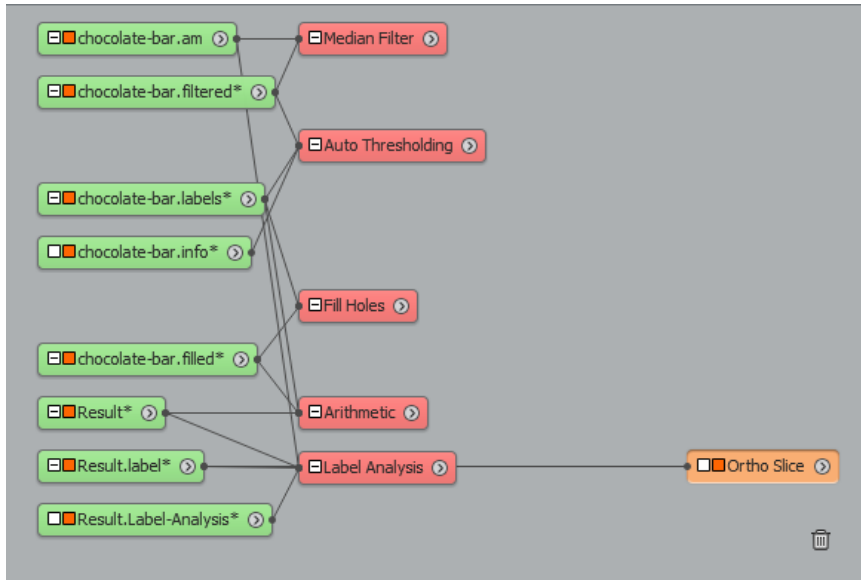 chocolate-bar.am
Median Filter
chocolate-bar.filtered*
Auto Thresholding
chocolate-bar.labels*
chocolate-bar.info*
Fill Holes
chocolate-bar.filled*
Result*
Arithmetic
Result.label*
Label Analysis
Ortho Slice
Result.Label-Analysis*